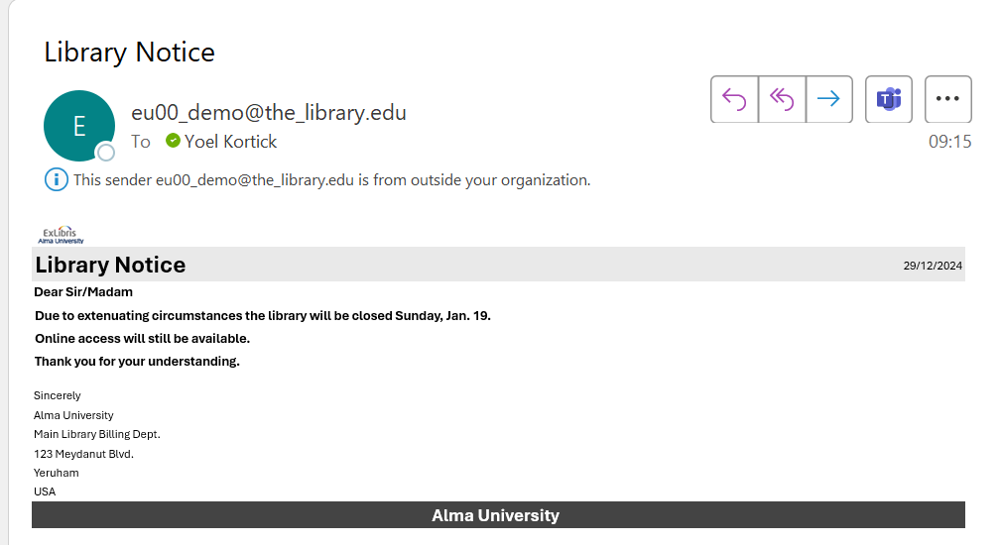 Library Notice
E
eu00_demo@the_library.edu
To Yoel Kortick
09:15
This sender eu00_demo@the_library.edu is from outside your organization.
ExLibris
Alma University
Library Notice 29/12/2024
Dear Sir/Madam
Due to extenuating circumstances the library will be closed Sunday, Jan. 19.
Online access will still be available.
Thank you for your understanding.
Sincerely
Alma University
Main Library Billing Dept.
123 Meydanut Blvd.
Yeruham
USA
Alma University